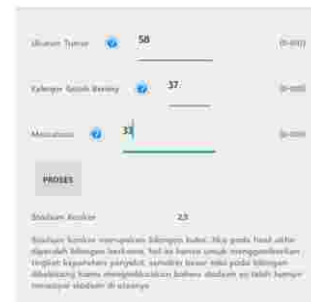 Ukuran Tumor 58 (0-100)
Kelenjar Getah Bening 37 (0-100)
Metastasis 33 (0-100)
PROSES
Stadium Kanker 2,3
Stadium kanker merupakan bilangan bulat, jika pada hasil akhir
diperoleh bilangan berkoma, hal ini hanya untuk menggambarkan
tingkat keparahan penyakit, semakin besar nilai pada bilangan
dibelakang koma mengindikasikan bahwa stadium ini telah hampir
mencapai stadium di atasnya